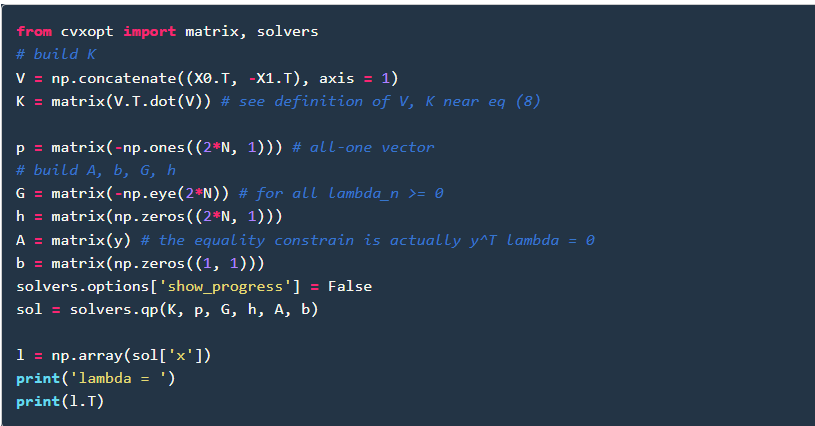 from cvxopt import matrix, solvers
# build K
V = np.concatenate((X0.T, -X1.T), axis = 1)
K = matrix(V.T.dot(V)) # see definition of V, K near eq (8)
p = matrix(-np.ones((2*N, 1))) # all-one vector
# build A, b, G, h
G = matrix(-np.eye(2*N)) # for all lambda_n >= 0
h = matrix(np.zeros((2*N, 1)))
A = matrix(y) # the equality constrain is actually y^T lambda = 0
b = matrix(np.zeros((1, 1)))
solvers.options['show_progress'] = False
sol = solvers.qp(K, p, G, h, A, b)
l = np.array(sol['x'])
print('lambda = ')
print(l.T)